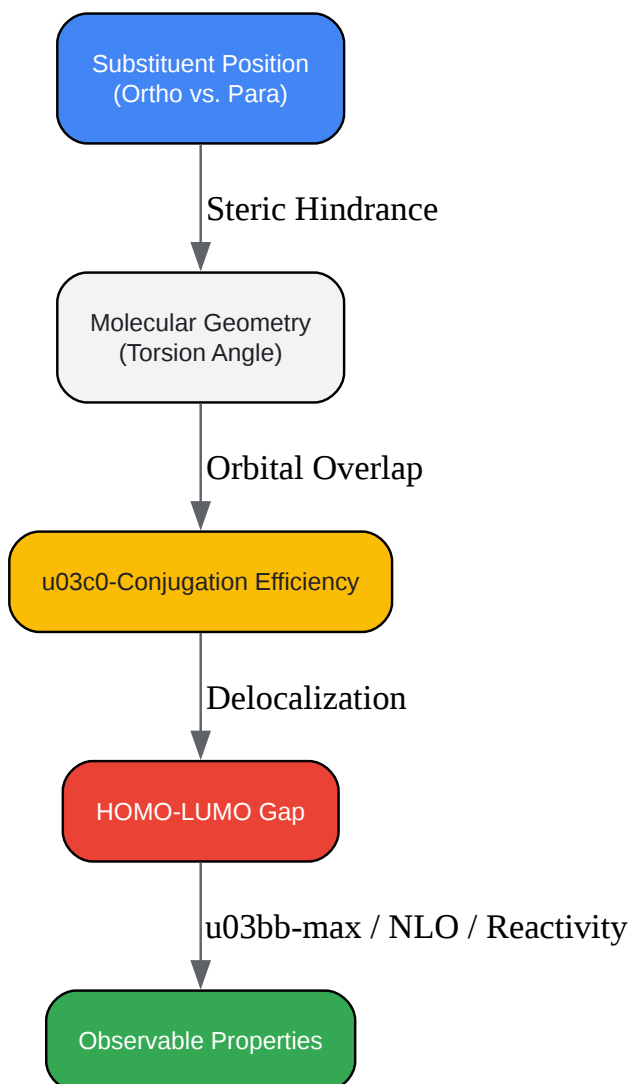 Substituent Position
(Ortho vs. Para)
Steric Hindrance
Molecular Geometry
(Torsion Angle)
Orbital Overlap
u03c0-Conjugation Efficiency
Delocalization
HOMO-LUMO Gap
u03bb-max / NLO / Reactivity
Observable Properties